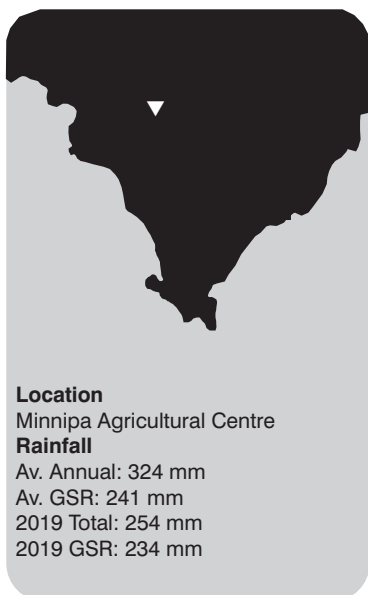 Location
Minnipa Agricultural Centre
Rainfall
Av. Annual: 324 mm
Av. GSR: 241 mm
2019 Total: 254 mm
2019 GSR: 234 mm